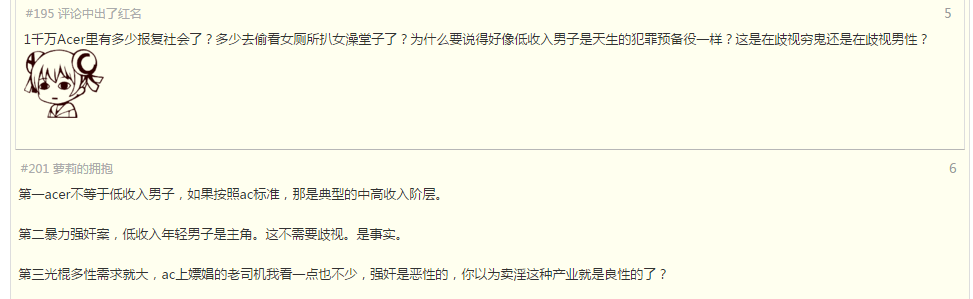 #195 评论中出了红名
5
1千万Acer里有多少报复社会了？多少去偷看女厕所扒女澡堂子了？为什么要说得好像低收入男子是天生的犯罪预备役一样？这是在歧视穷鬼还是在歧视男性？
#201 萝莉的拥抱
6
第一acer不等于低收入男子，如果按照ac标准，那是典型的中高收入阶层。
第二暴力强奸案，低收入年轻男子是主角。这不需要歧视。是事实。
第三光棍多性需求就大，ac上嫖娼的老司机我看一点也不少，强奸是恶性的，你以为卖淫这种产业就是良性的了？